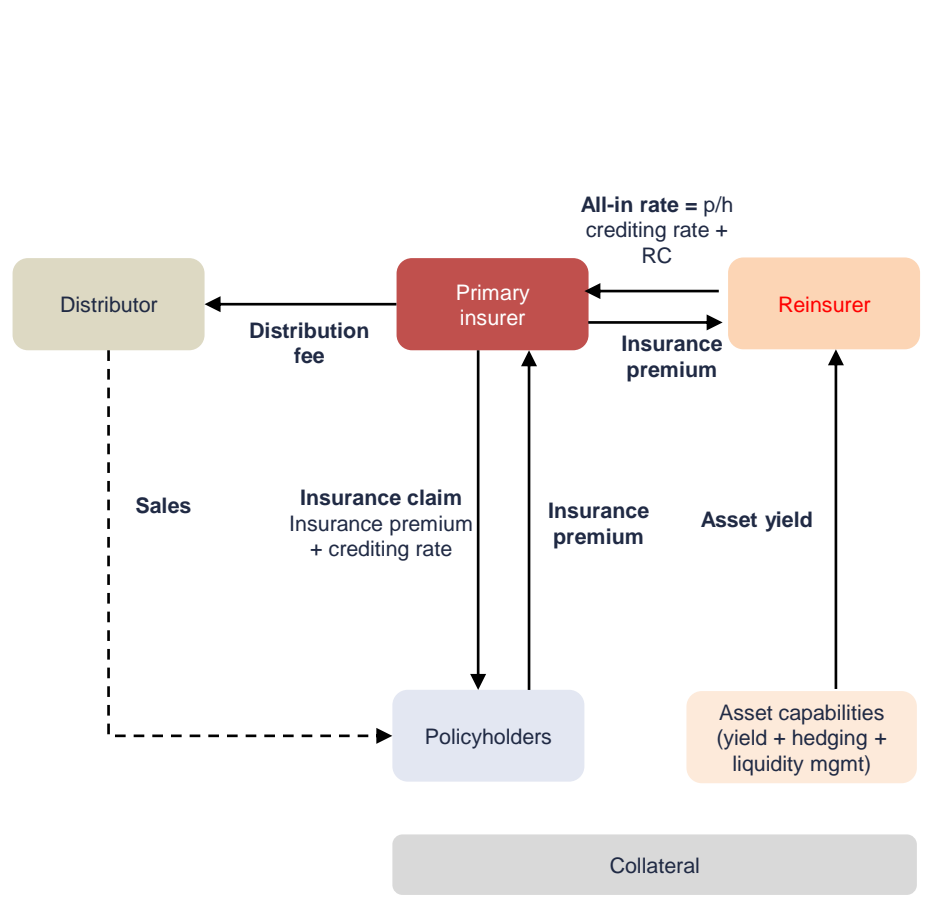 All-in rate = p/h
crediting rate +
RC
Distributor
Primary
insurer
Reinsurer
Distribution
fee
Insurance
premium
Sales
Insurance claim
Insurance premium
+ crediting rate
Insurance
premium
Asset yield
Policyholders
Asset capabilities
(yield + hedging +
liquidity mgmt)
Collateral